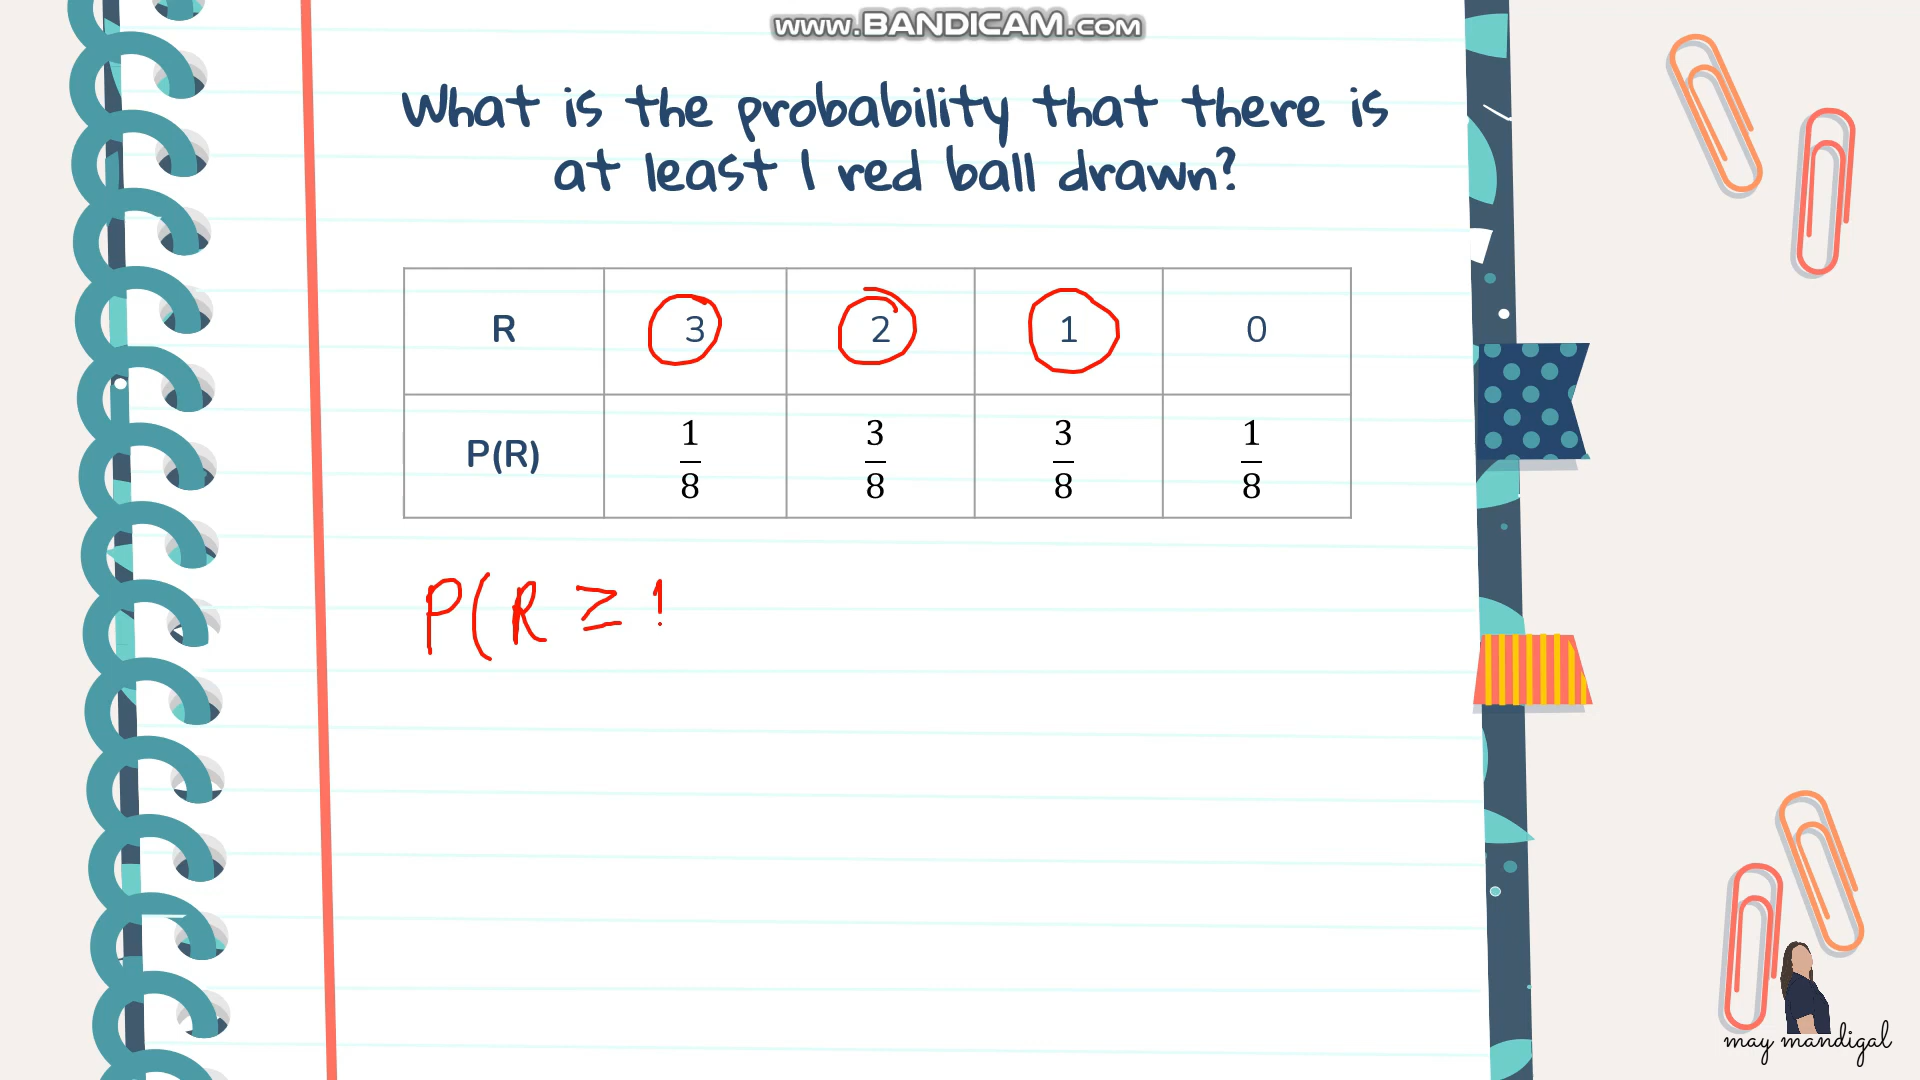 www.BANDICAM.com
What is the probability that there is
at least 1 red ball drawn?
R 3 2 1 0
P(R) 1/8 3/8 3/8 1/8
P(R ≥ 1
may mandigal